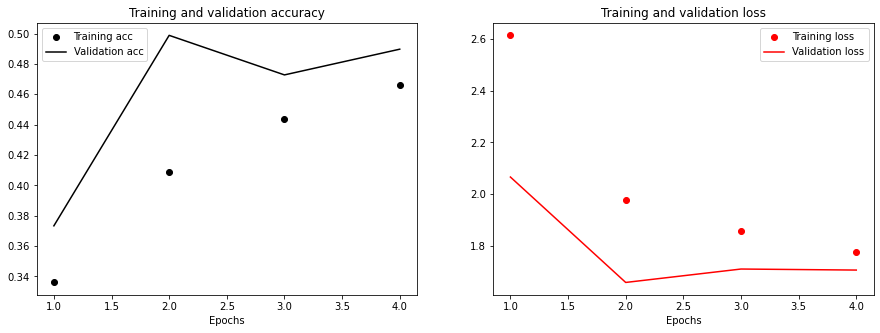 Training and validation accuracy
Training acc
Validation acc
0.50
0.48
0.46
0.44
0.42
0.40
0.38
0.36
0.34
1.0 1.5 2.0 2.5 3.0 3.5 4.0
Epochs
Training and validation loss
Training loss
Validation loss
2.6
2.4
2.2
2.0
1.8
1.0 1.5 2.0 2.5 3.0 3.5 4.0
Epochs